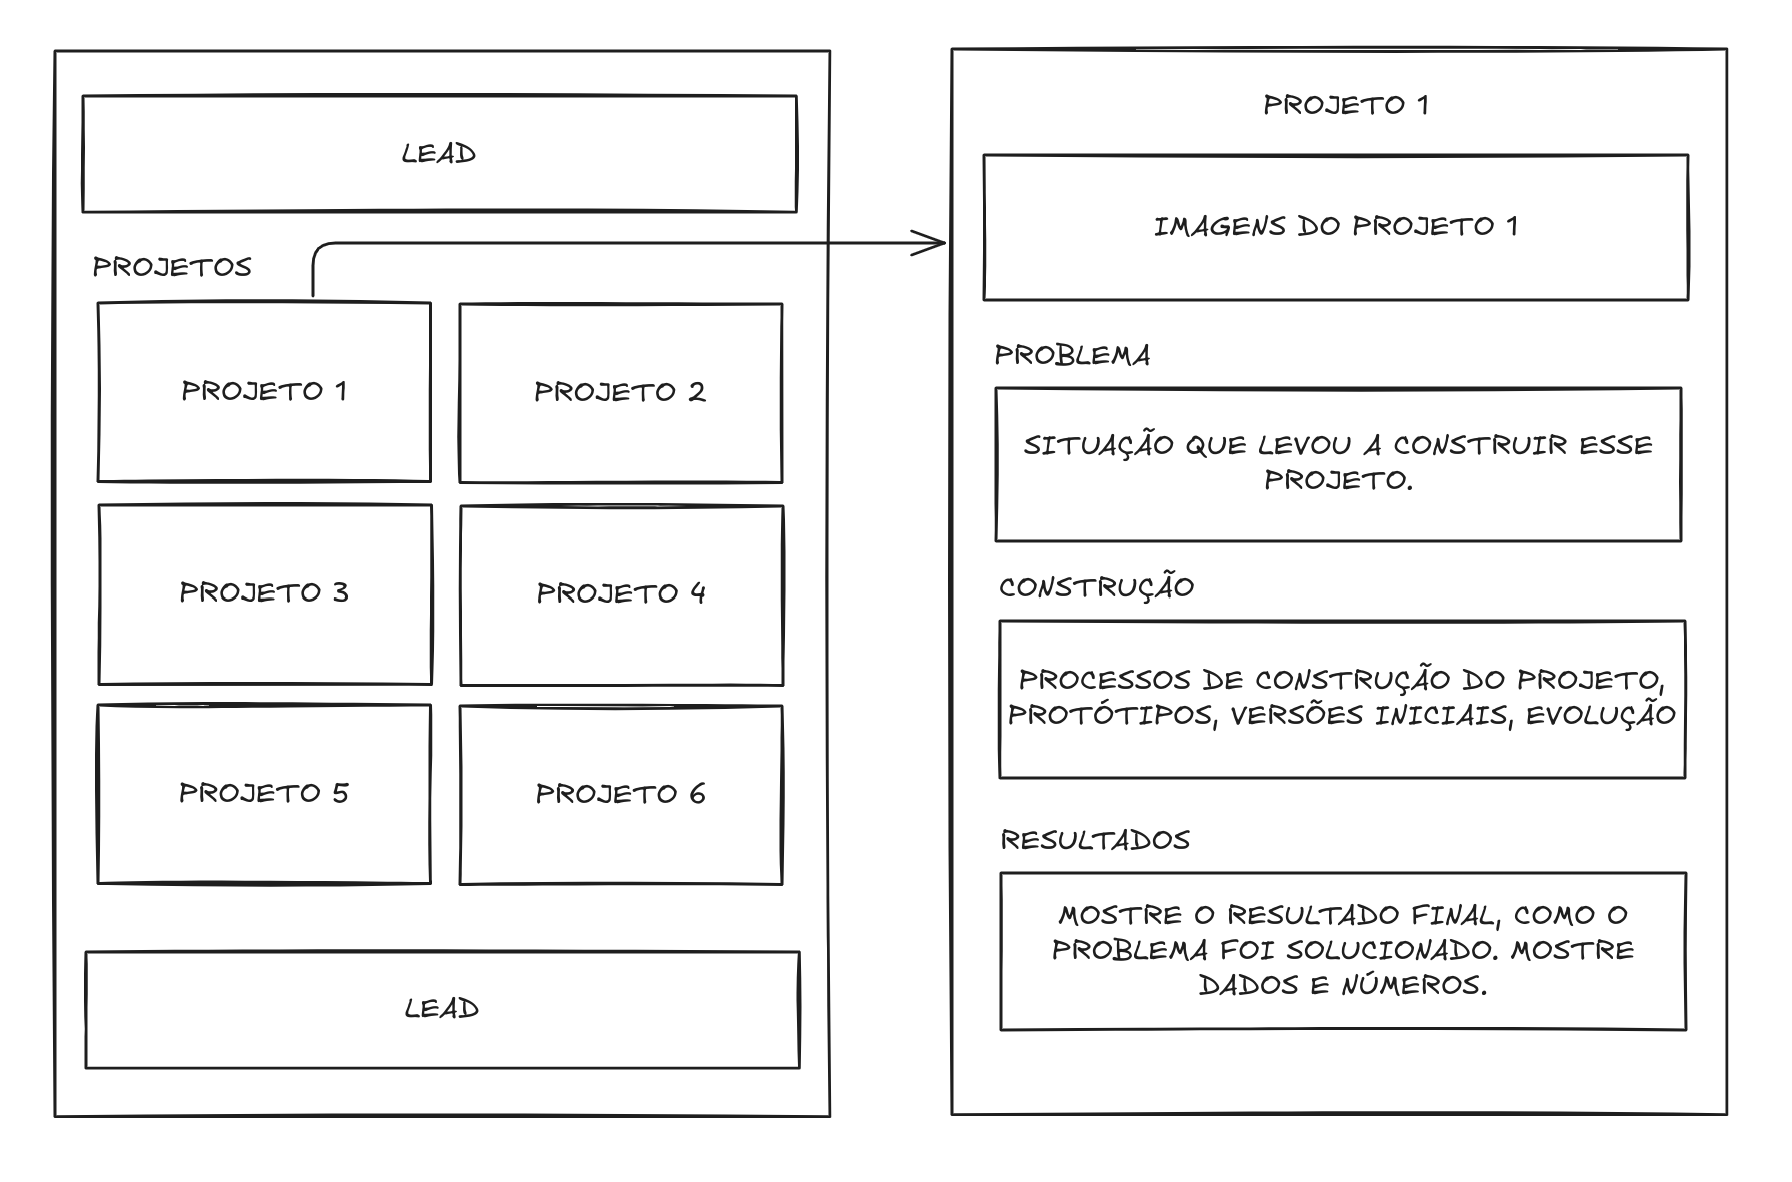 LEAD
PROJETOS
PROJETO 1
PROJETO 2
PROJETO 3
PROJETO 4
PROJETO 5
PROJETO 6
LEAD
PROJETO 1
IMAGENS DO PROJETO 1
PROBLEMA
SITUAÇÃO QUE LEVOU A CONSTRUIR ESSE
PROJETO.
CONSTRUÇÃO
PROCESSOS DE CONSTRUÇÃO DO PROJETO,
PROTÓTIPOS, VERSÕES INICIAIS, EVOLUÇÃO
RESULTADOS
MOSTRE O RESULTADO FINAL, COMO O
PROBLEMA FOI SOLUCIONADO. MOSTRE
DADOS E NÚMEROS.